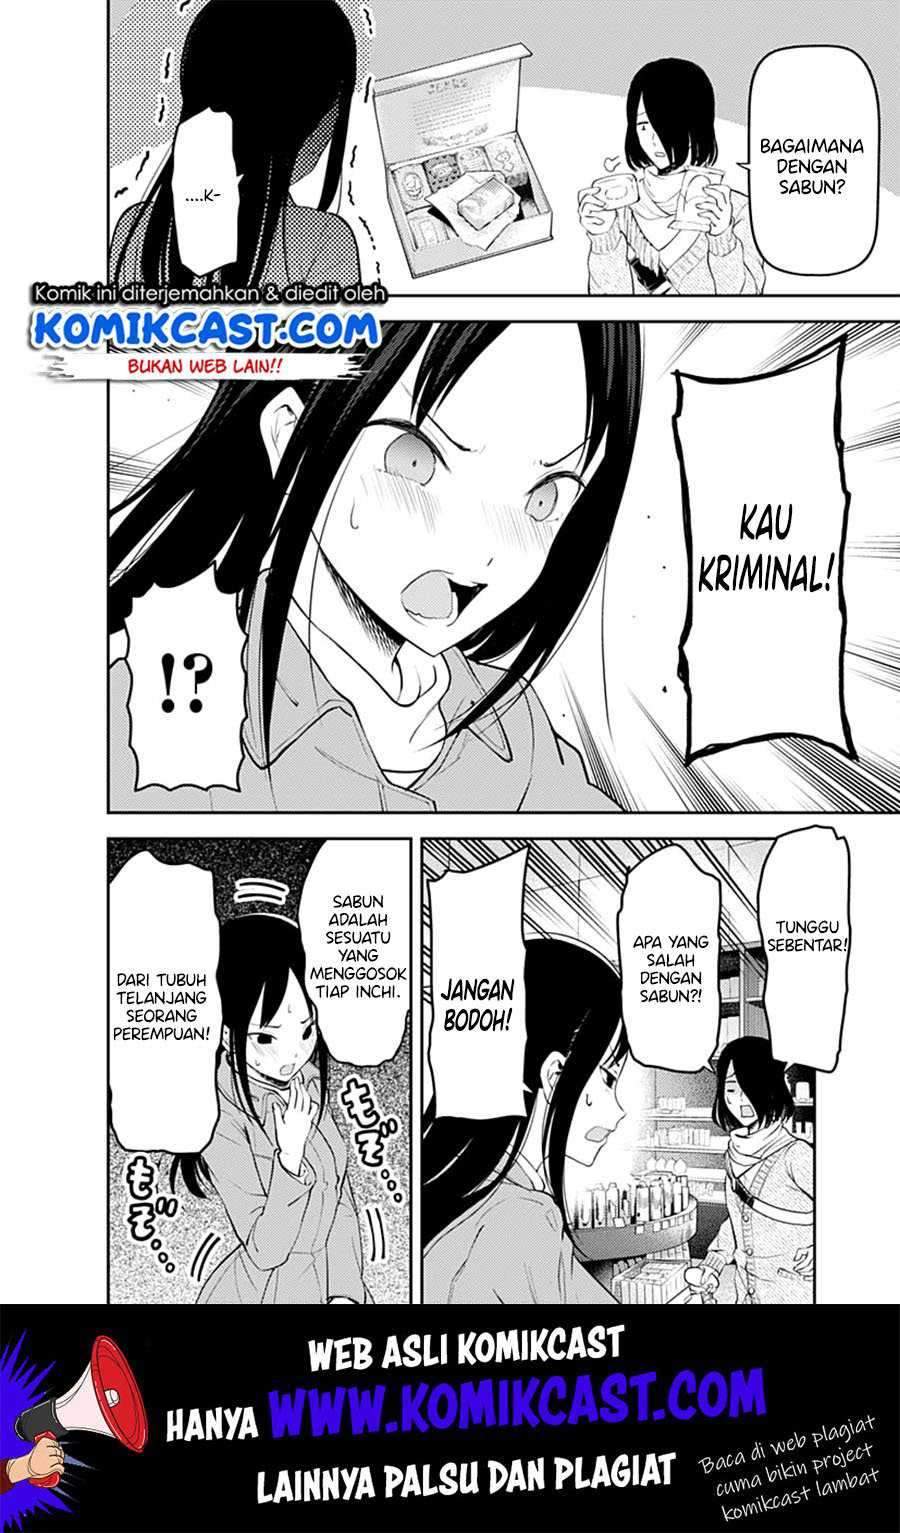 BAGAIMANA
DENGAN
SABUN?
....K-
Komik ini diterjemahkan & diedit oleh
KOMIKCAST.COM
BUKAN WEB LAIN!!
KAU
KRIMINAL!
!?
TUNGGU
SEBENTAR!
APA YANG
SALAH
DENGAN
SABUN?!
JANGAN
BODOH!
SABUN
ADALAH
SESUATU
YANG
MENGGOSOK
TIAP INCHI.
DARI TUBUH
TELANJANG
SEORANG
PEREMPUAN!
もぞ…
もぞ…
WEB ASLI KOMIKCAST
HANYA WWW.KOMIKCAST.COM
LAINNYA PALSU DAN PLAGIAT
Baca di web plagiat
cuma bikin project
komikcast lambat